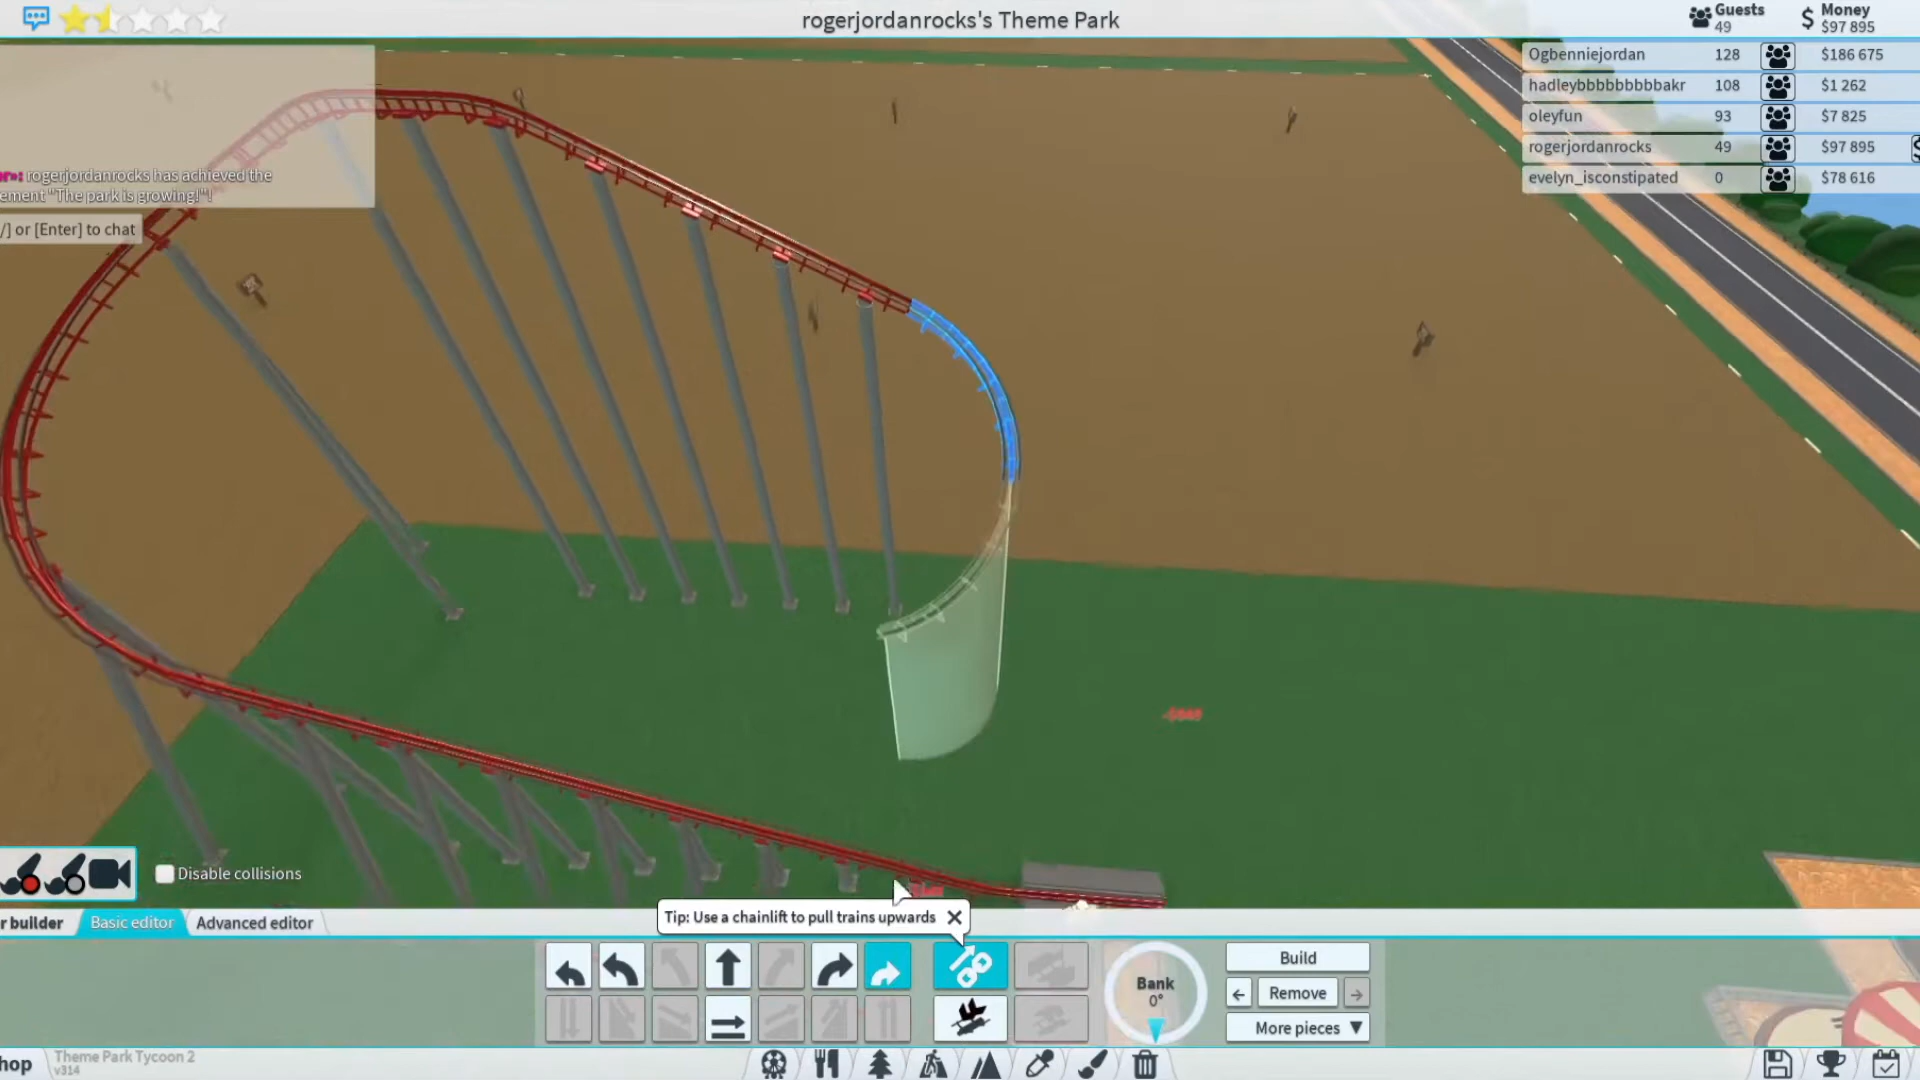 rogerjordanrocks's Theme Park
Guests
49
Money
$97 895
Ogbenniejordan 128 $186 675
hadleybbbbbbbbbakr 108 $1 262
oleyfun 93 $7 825
rogerjordanrocks 49 $97 895
evelyn_isconstipated 0 $78 616
rogerjordanrocks has achieved the
ement "The park is growing!"!
/] or [Enter] to chat
Disable collisions
r builder
Basic editor
Advanced editor
Tip: Use a chainlift to pull trains upwards
Bank
0°
Build
Remove
More pieces
hop
Theme Park Tycoon 2
v314